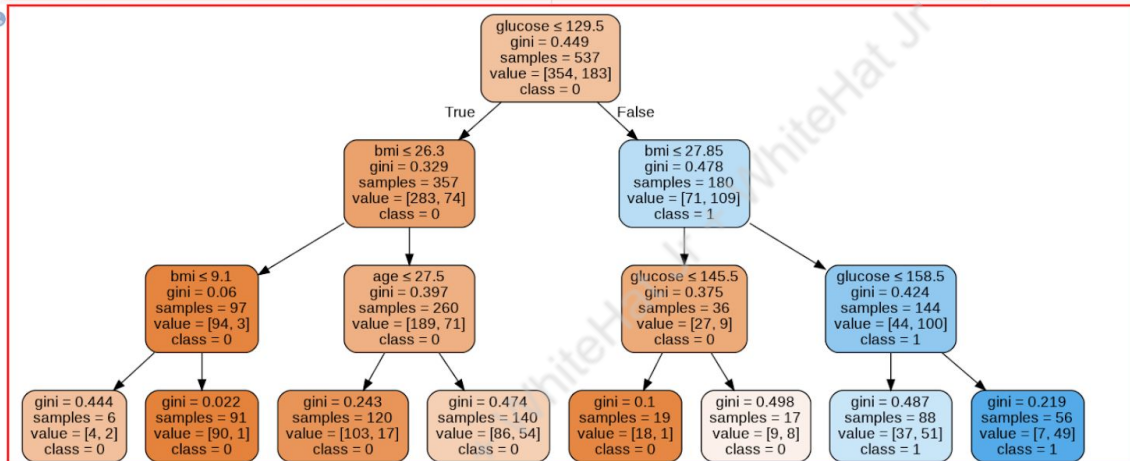 glucose ≤ 129.5
gini = 0.449
samples = 537
value = [354, 183]
class = 0
True
False
bmi ≤ 26.3
gini = 0.329
samples = 357
value = [283, 74]
class = 0
bmi ≤ 27.85
gini = 0.478
samples = 180
value = [71, 109]
class = 1
bmi ≤ 9.1
gini = 0.06
samples = 97
value = [94, 3]
class = 0
age ≤ 27.5
gini = 0.397
samples = 260
value = [189, 71]
class = 0
glucose ≤ 145.5
gini = 0.375
samples = 36
value = [27, 9]
class = 0
glucose ≤ 158.5
gini = 0.424
samples = 144
value = [44, 100]
class = 1
gini = 0.444
samples = 6
value = [4, 2]
class = 0
gini = 0.022
samples = 91
value = [90, 1]
class = 0
gini = 0.243
samples = 120
value = [103, 17]
class = 0
gini = 0.474
samples = 140
value = [86, 54]
class = 0
gini = 0.1
samples = 19
value = [18, 1]
class = 0
gini = 0.498
samples = 17
value = [9, 8]
class = 0
gini = 0.487
samples = 88
value = [37, 51]
class = 1
gini = 0.219
samples = 56
value = [7, 49]
class = 1
WhiteHat Jr - WhiteHat Jr